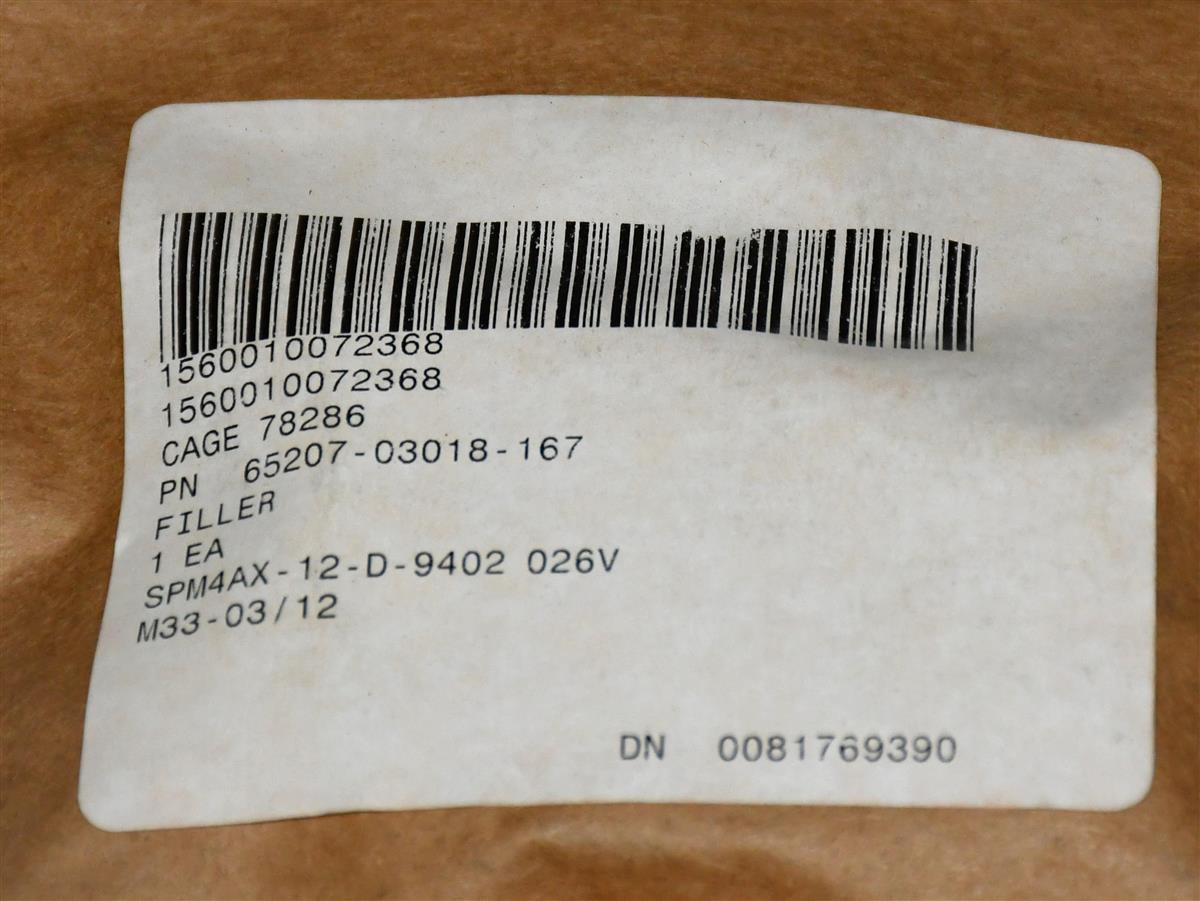 1560010072368
1560010072368
CAGE 78286
PN 65207-03018-167
FILLER
1 EA
SPM4AX-12-D-9402 026V
M33-03/12
DN 0081769390